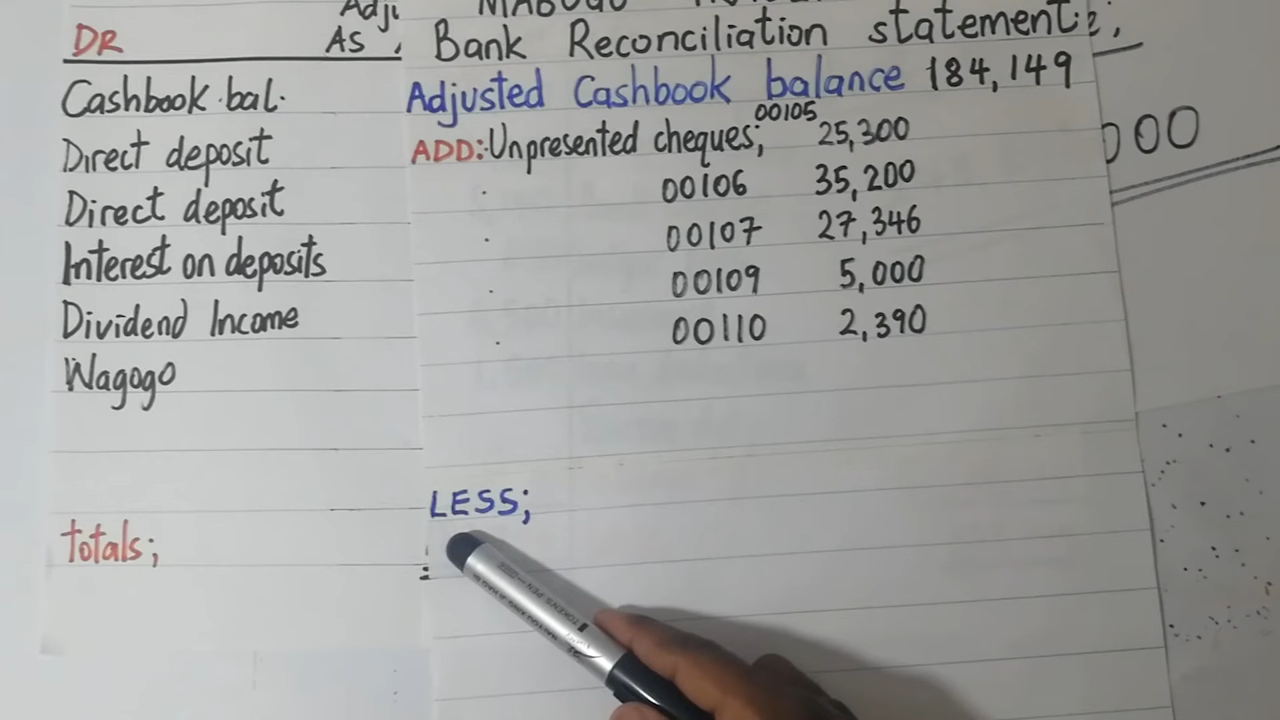 DR
AS
Cashbook bal.
Direct deposit
Direct deposit
Interest on deposits
Dividend Income
Wagogo
totals;
Bank Reconciliation statement
Adjusted Cashbook balance 184,149
ADD: Unpresented cheques; 00105 25,300
00106 35,200
00107 27,346
00109 5,000
00110 2,390
LESS;
000